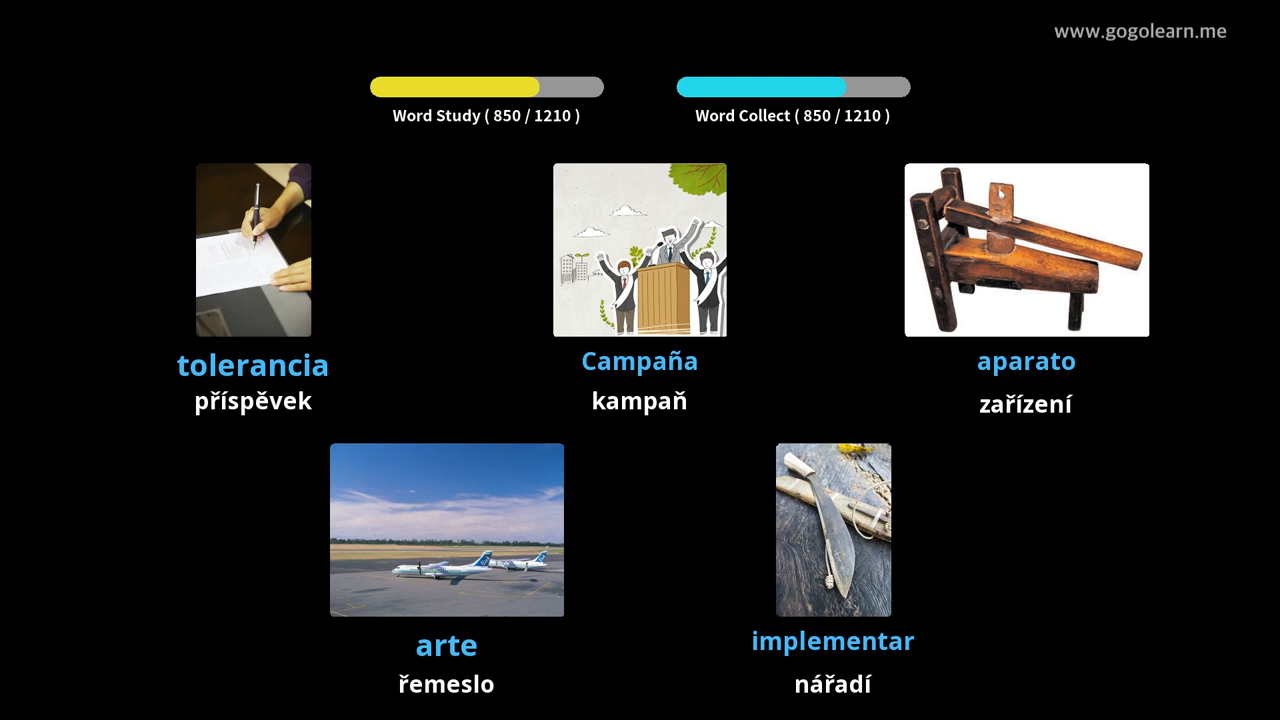 www.gogolearn.me
Word Study ( 850 / 1210 )
Word Collect ( 850 / 1210 )
tolerancia
příspěvek
Campaña
kampaň
aparato
zařízení
arte
řemeslo
implementar
nářadí